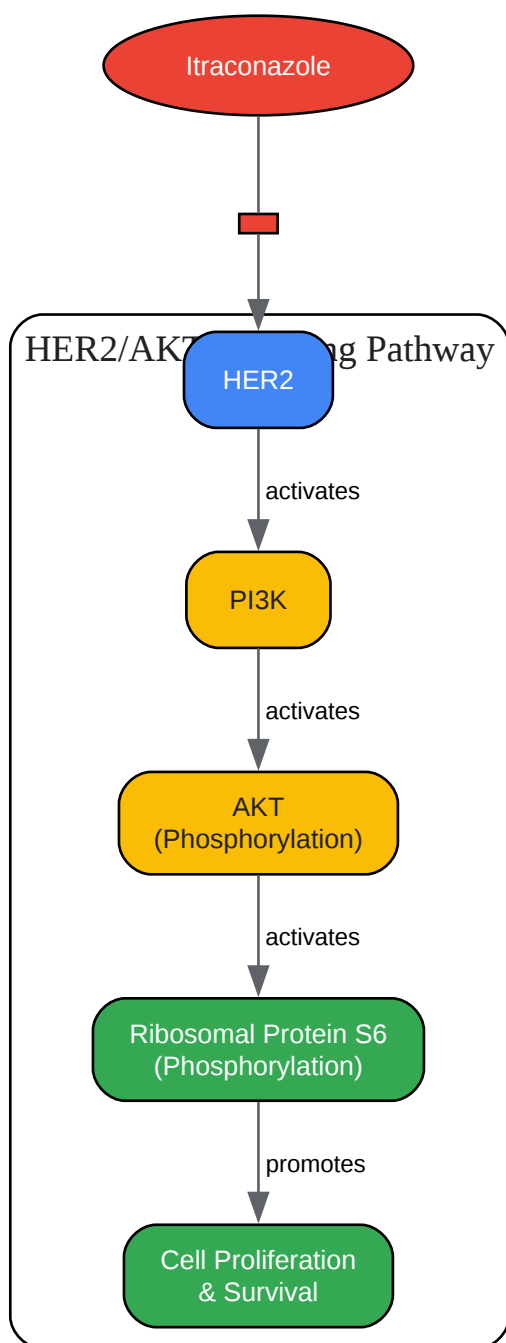 Itraconazole
HER2/AKT ng Pathway
HER2
activates
PI3K
activates
AKT
(Phosphorylation)
activates
Ribosomal Protein S6
(Phosphorylation)
promotes
Cell Proliferation
& Survival